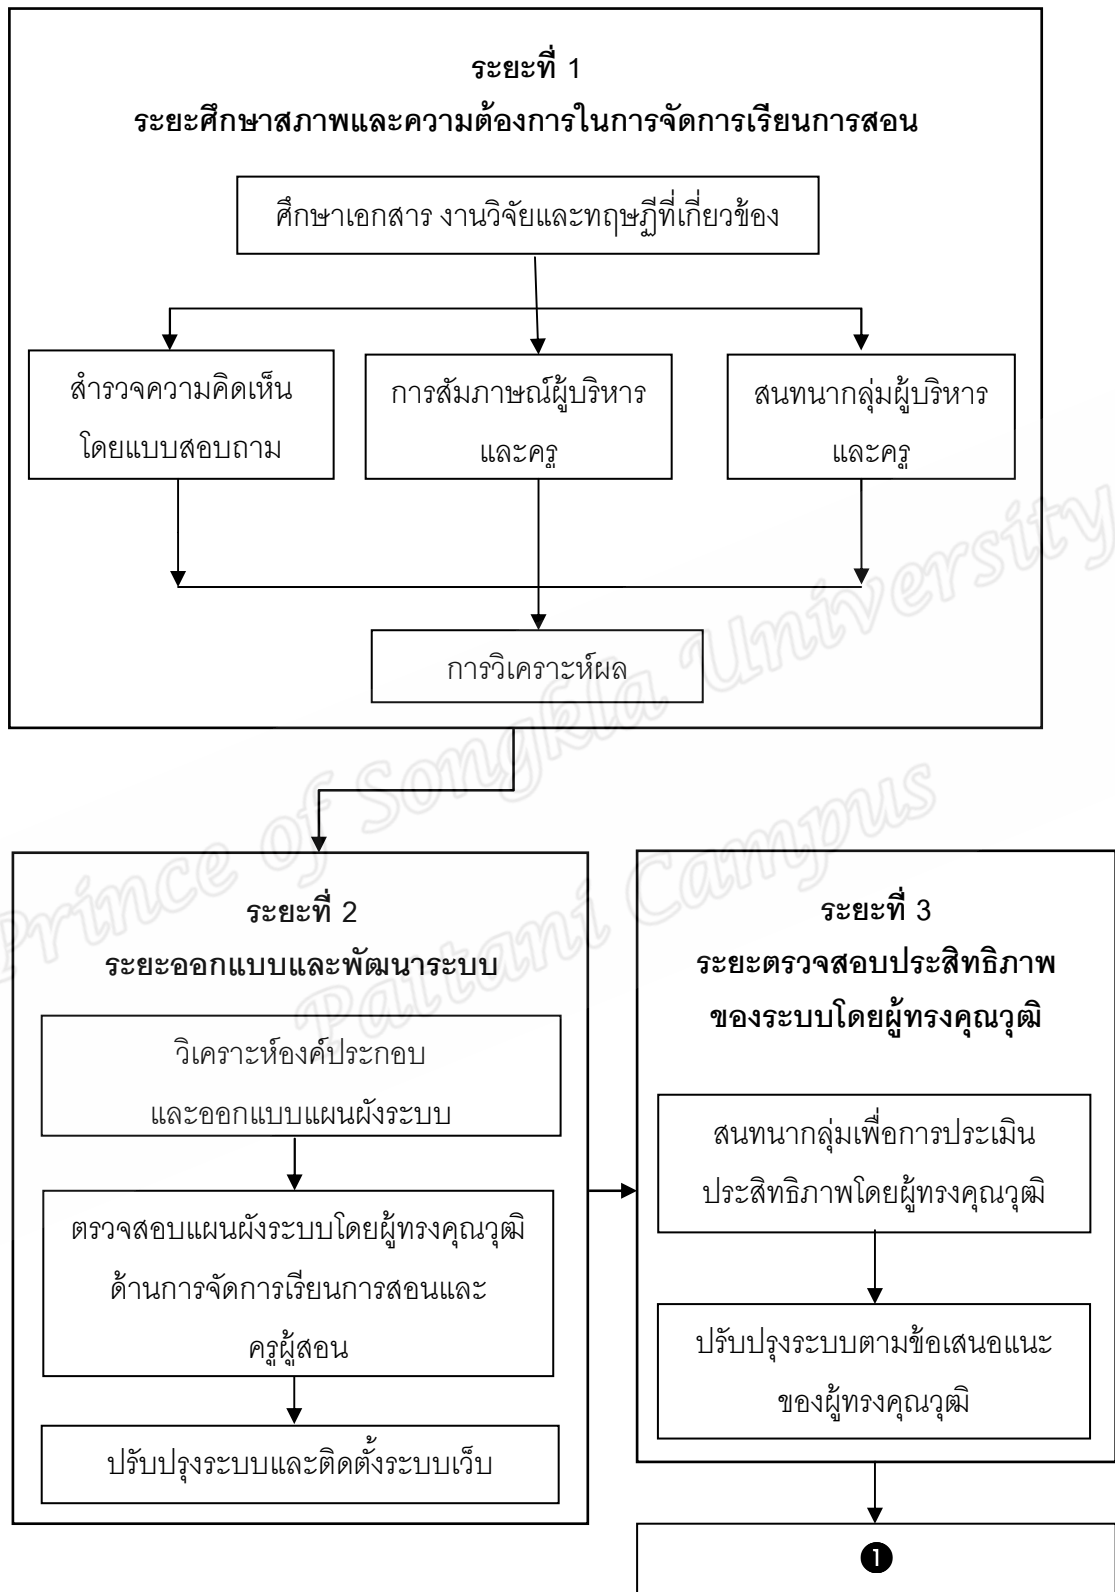 ระยะที่ 1
ระยะศึกษาสภาพและความต้องการในการจัดการเรียนการสอน
ศึกษาเอกสาร งานวิจัยและทฤษฎีที่เกี่ยวข้อง
สำรวจความคิดเห็น
โดยแบบสอบถาม
การสัมภาษณ์ผู้บริหาร
และครู
สนทนากลุ่มผู้บริหาร
และครู
การวิเคราะห์ผล
ระยะที่ 2
ระยะออกแบบและพัฒนาระบบ
วิเคราะห์องค์ประกอบ
และออกแบบแผนผังระบบ
ตรวจสอบแผนผังระบบโดยผู้ทรงคุณวุฒิ
ด้านการจัดการเรียนการสอนและ
ครูผู้สอน
ปรับปรุงระบบและติดตั้งระบบเว็บ
ระยะที่ 3
ระยะตรวจสอบประสิทธิภาพ
ของระบบโดยผู้ทรงคุณวุฒิ
สนทนากลุ่มเพื่อการประเมิน
ประสิทธิภาพโดยผู้ทรงคุณวุฒิ
ปรับปรุงระบบตามข้อเสนอแนะ
ของผู้ทรงคุณวุฒิ
❶
Prince of Songkla University
Pattani Campus